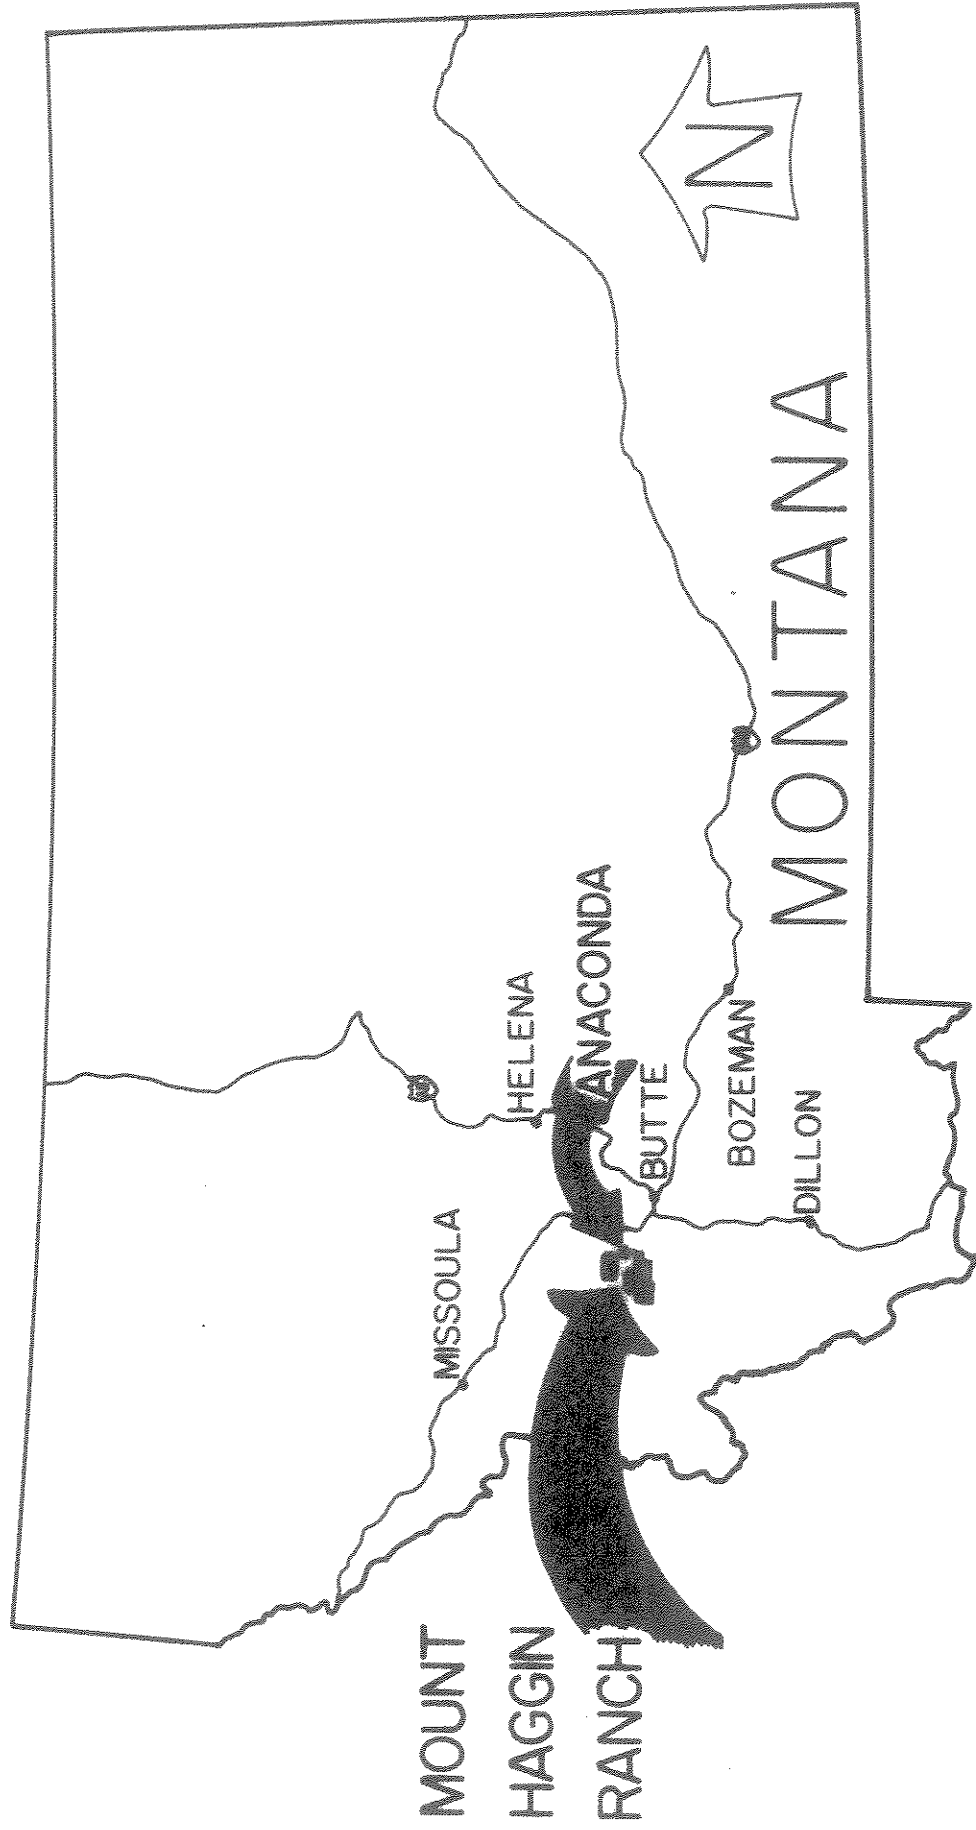 MISSOULA
HELENA
ANACONDA
MOUNT
HAGGIN
RANCH
BUTTE
BOZEMAN
DILLON
MONTANA
N